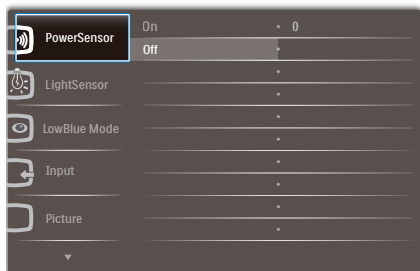 PowerSensor
On 0
Off
LightSensor
LowBlue Mode
Input
Picture